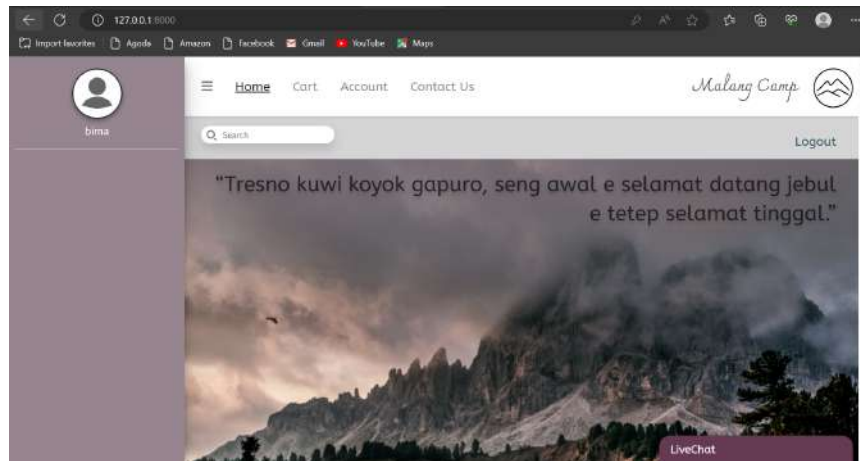 127.0.0.1:8000
Import favorites Agoda Amazon Facebook Gmail YouTube Maps
bima
Home Cart Account Contact Us
Malang Camp
Search
Logout
“Tresno kuwi koyok gapuro, seng awal e selamat datang jebul
e tetep selamat tinggal.”
LiveChat